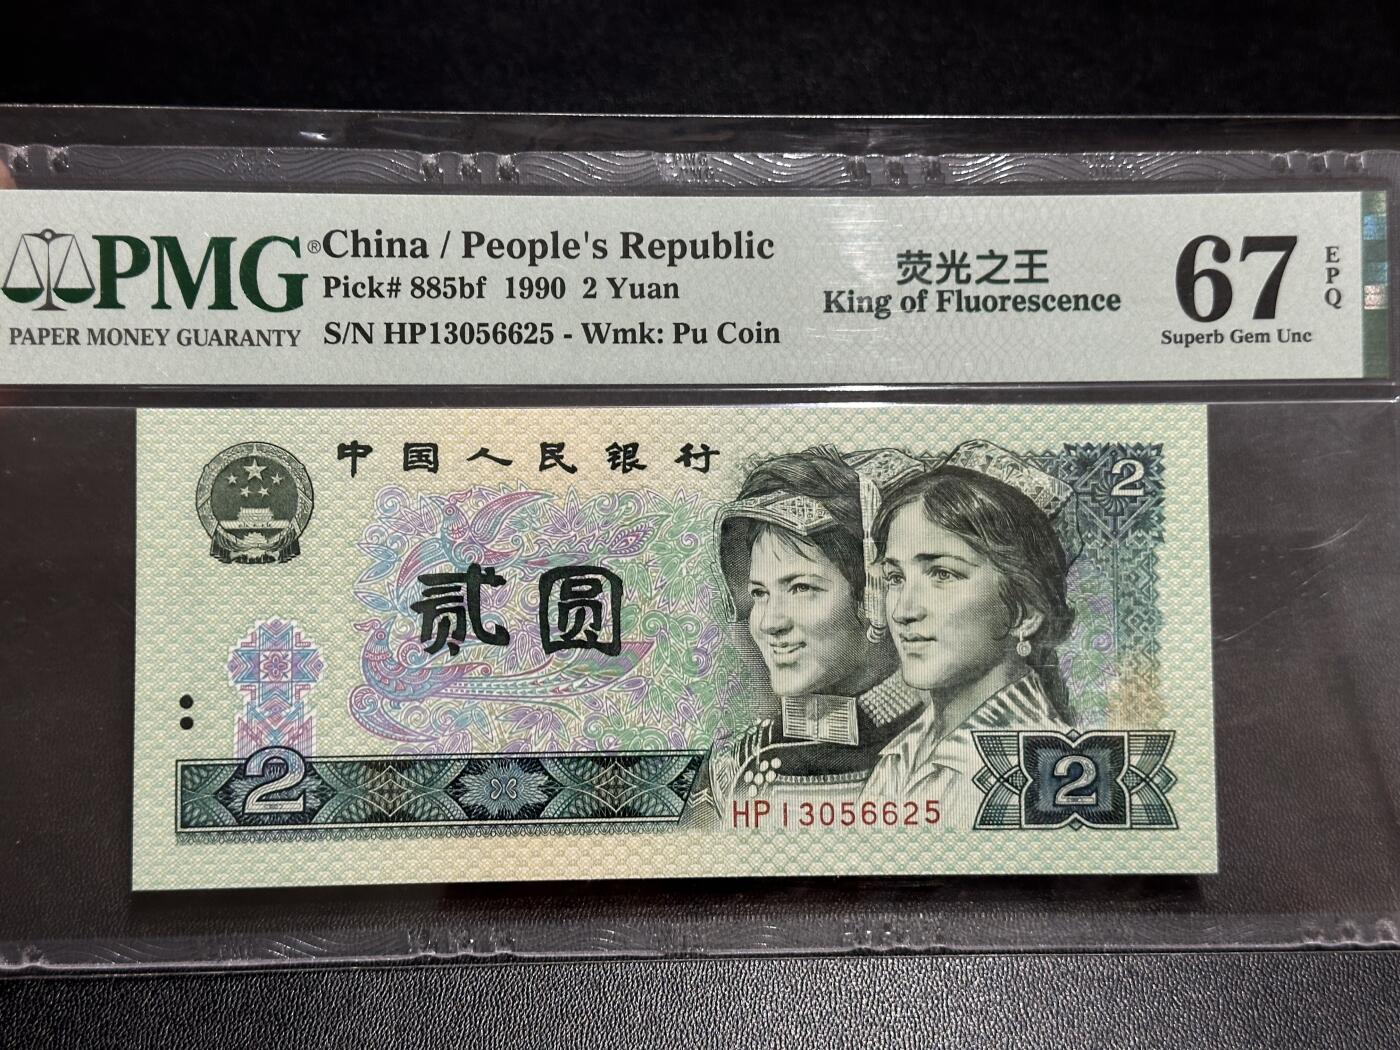 PMG®
PAPER MONEY GUARANTY
China / People's Republic
Pick# 885bf 1990 2 Yuan
S/N HP13056625 - Wmk: Pu Coin
荧光之王
King of Fluorescence
67
EPQ
Superb Gem Unc
中国人民银行
2
贰圆
2
HP13056625
2